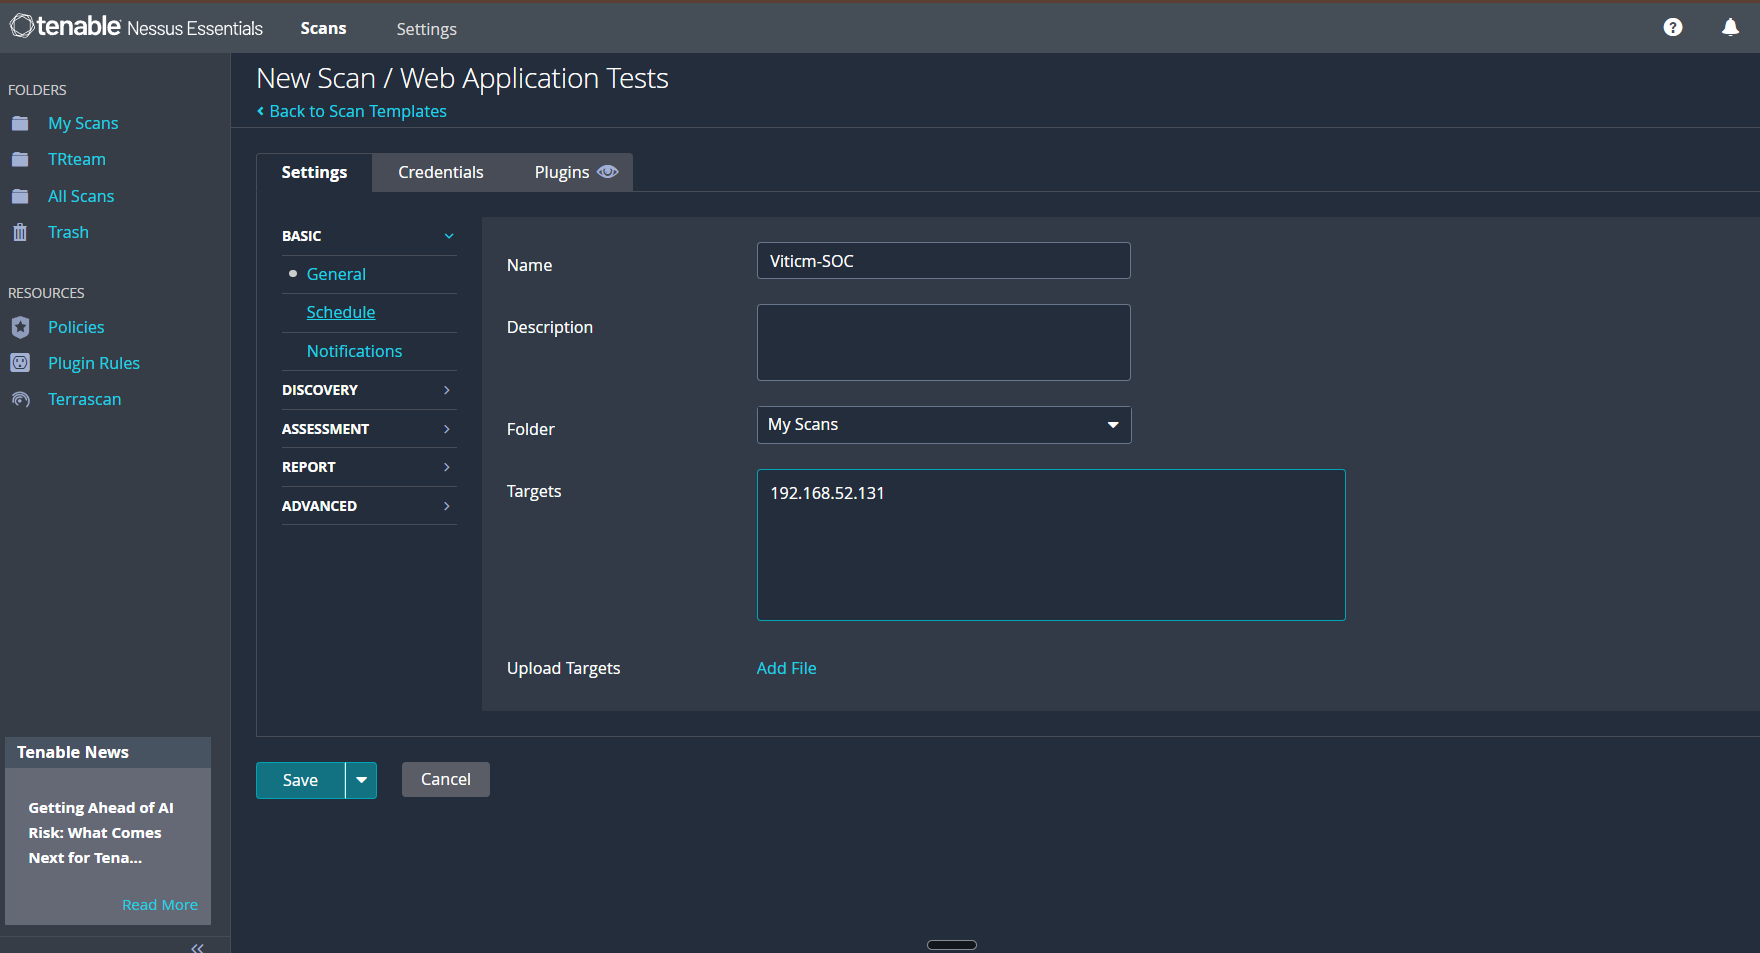 tenable Nessus Essentials
Scans
Settings
?
FOLDERS
My Scans
TRteam
All Scans
Trash
RESOURCES
Policies
Plugin Rules
Terrascan
Tenable News
Getting Ahead of AI
Risk: What Comes
Next for Tena...
Read More
New Scan / Web Application Tests
Back to Scan Templates
Settings
Credentials
Plugins
BASIC
General
Schedule
Notifications
DISCOVERY
ASSESSMENT
REPORT
ADVANCED
Name
Viticm-SOC
Description
Folder
My Scans
Targets
192.168.52.131
Upload Targets
Add File
Save
Cancel